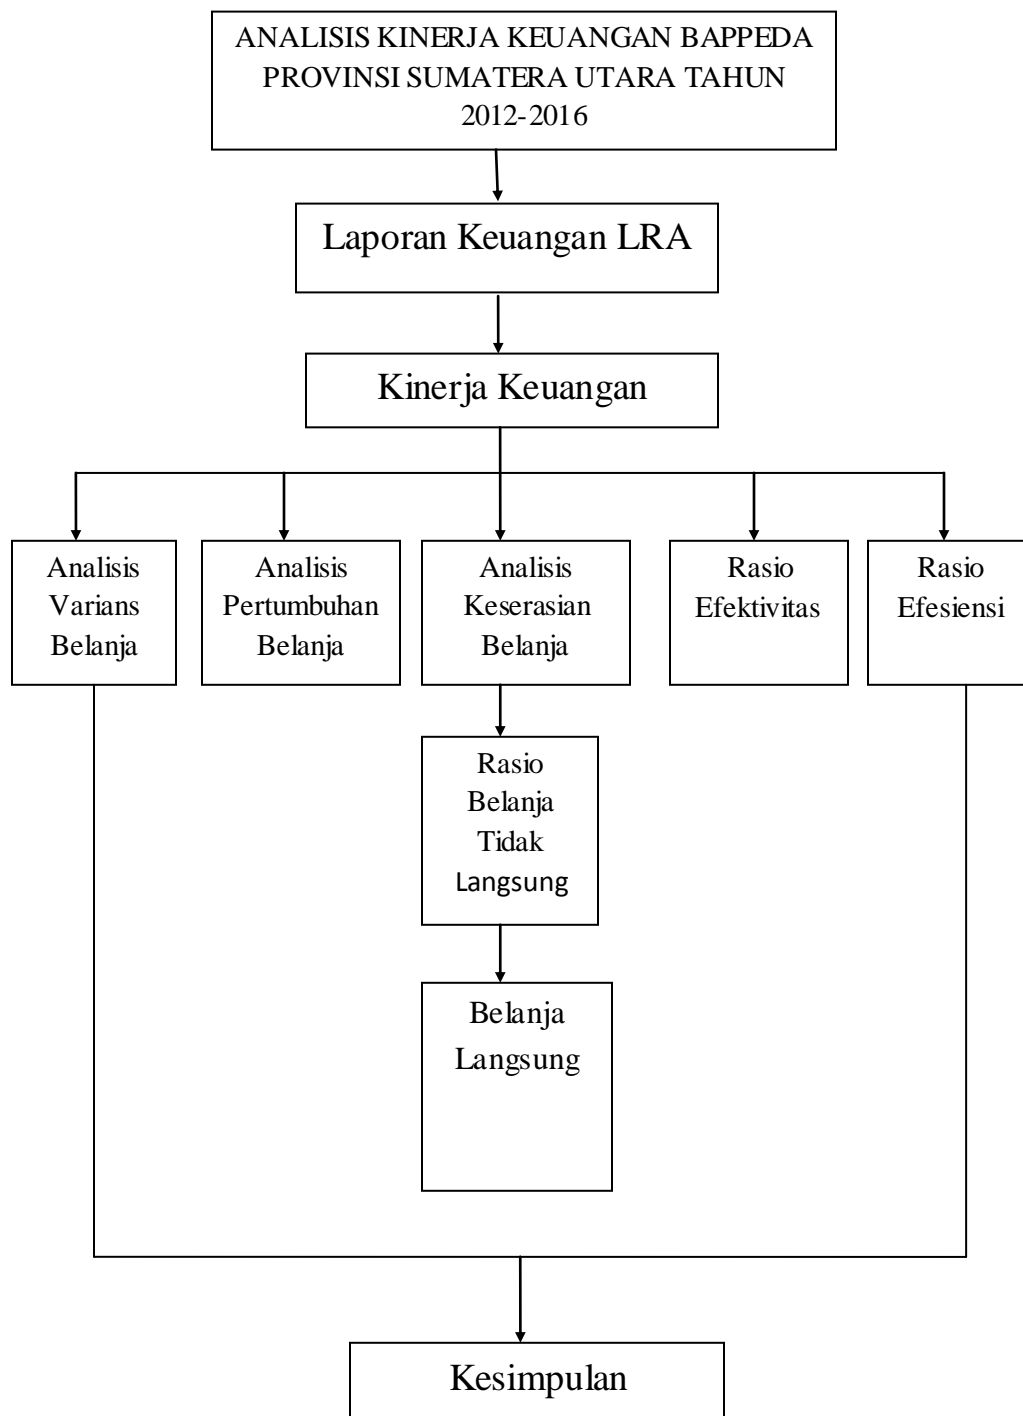 ANALISIS KINERJA KEUANGAN BAPPEDA
PROVINSI SUMATERA UTARA TAHUN
2012-2016
Laporan Keuangan LRA
Kinerja Keuangan
Analisis
Varians
Belanja
Analisis
Pertumbuhan
Belanja
Analisis
Keserasian
Belanja
Rasio
Efektivitas
Rasio
Efesiensi
Rasio
Belanja
Tidak
Langsung
Belanja
Langsung
Kesimpulan